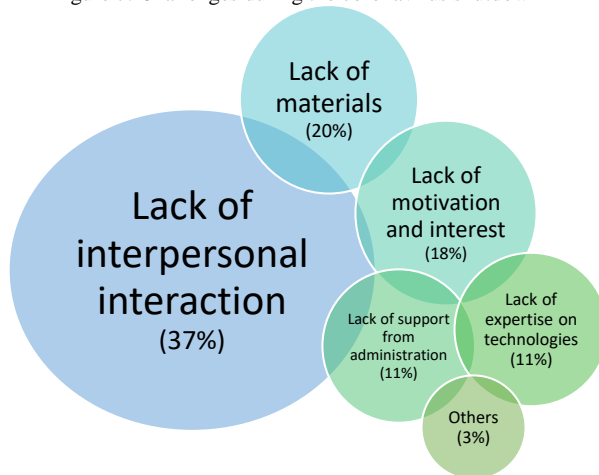 Lack of
materials
(20%)
Lack of
interpersonal
interaction
(37%)
Lack of
motivation
and interest
(18%)
Lack of support
from
administration
(11%)
Lack of
expertise on
technologies
(11%)
Others
(3%)